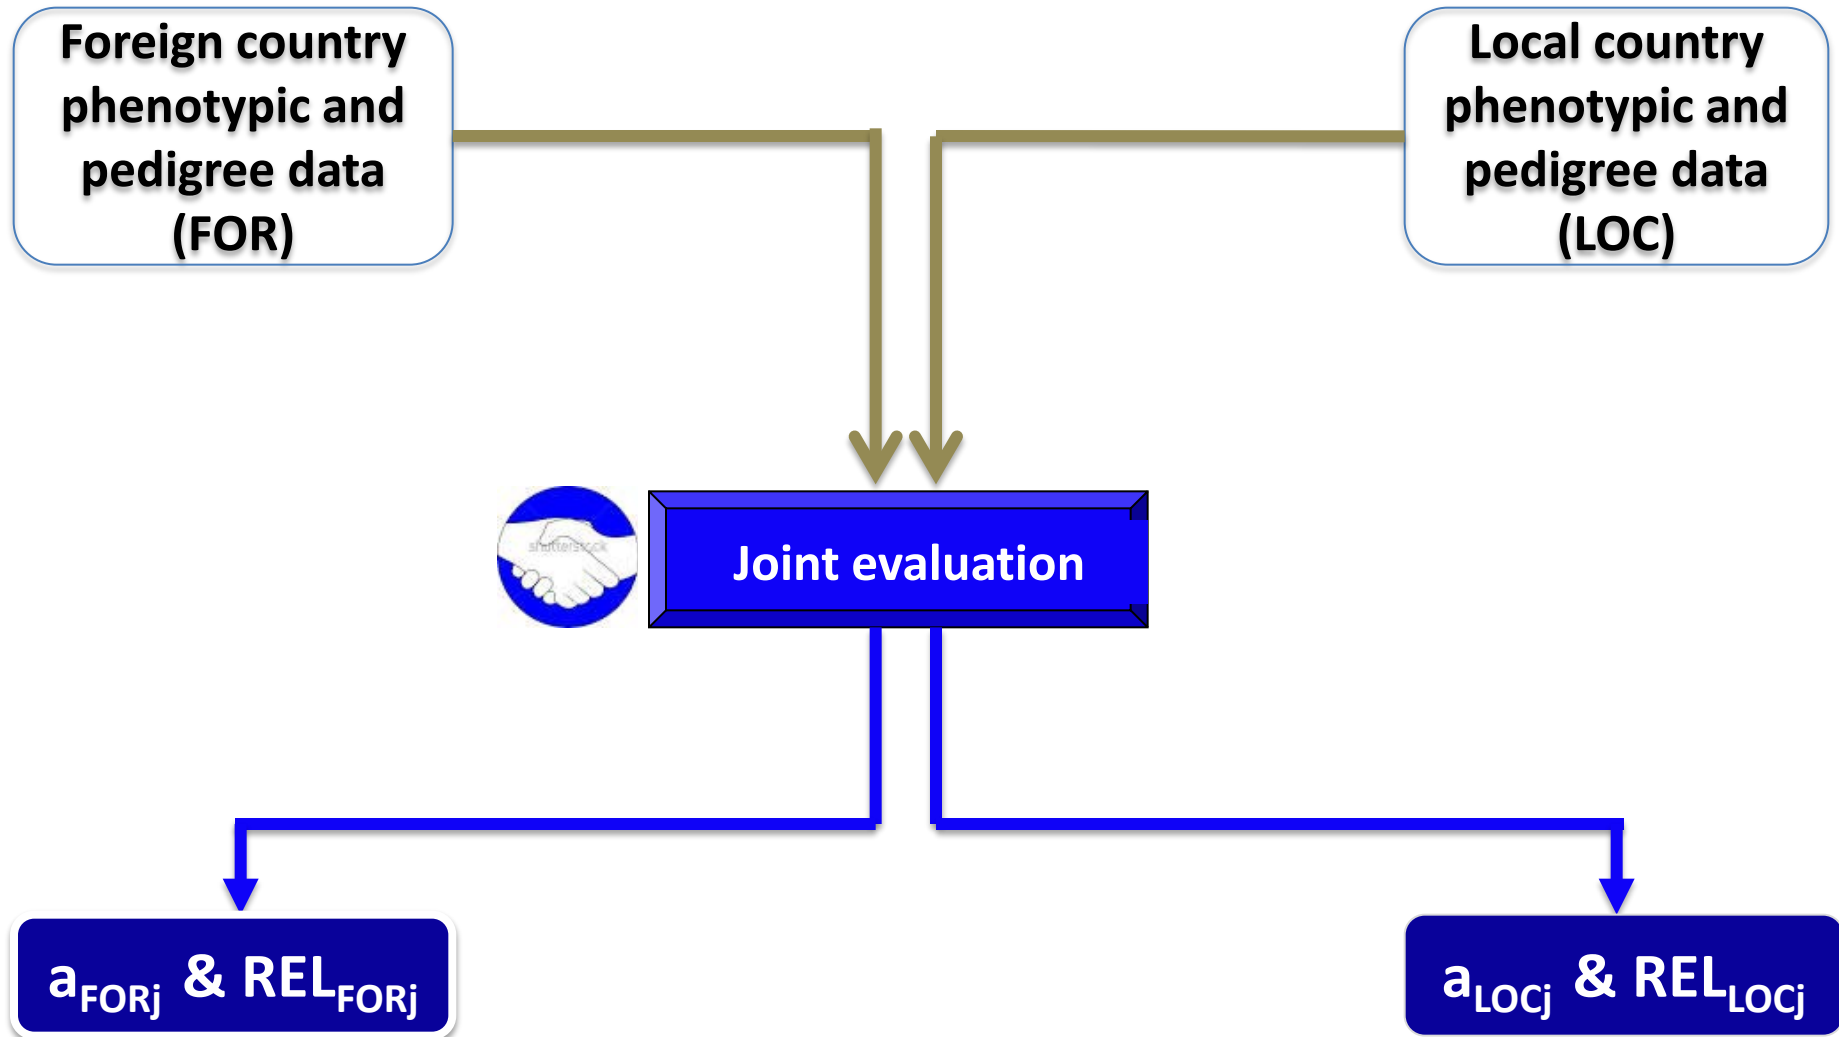 Foreign country
phenotypic and
pedigree data
(FOR)
Local country
phenotypic and
pedigree data
(LOC)
shutterstock
Joint evaluation
aFORj & RELFORj
aLOCj & RELLOCj